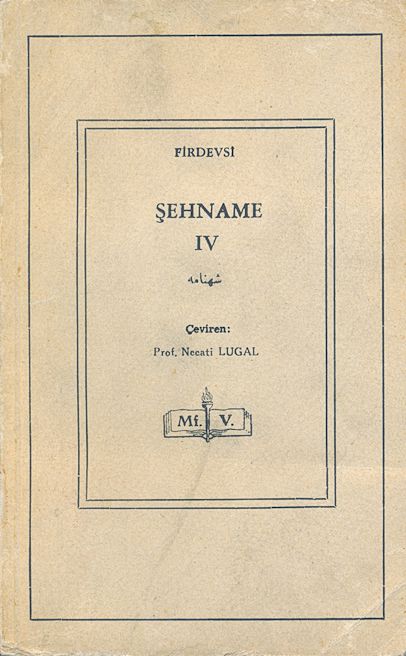 FİRDEVSİ
ŞEHNAME
IV
شهنامه
Çeviren:
Prof. Necati LUGAL
Mf. V.